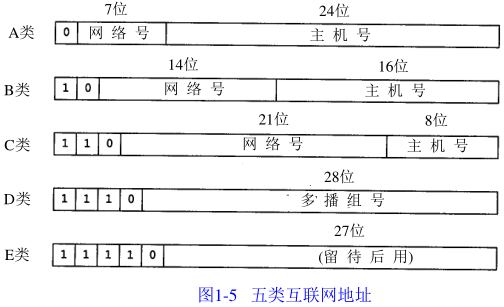 7位 24位
A类 0 网络号 主机号
14位 16位
B类 1 0 网络号 主机号
21位 8位
C类 1 1 0 网络号 主机号
28位
D类 1 1 1 0 多播组号
27位
E类 1 1 1 1 0 (留待后用)
图1-5 五类互联网地址